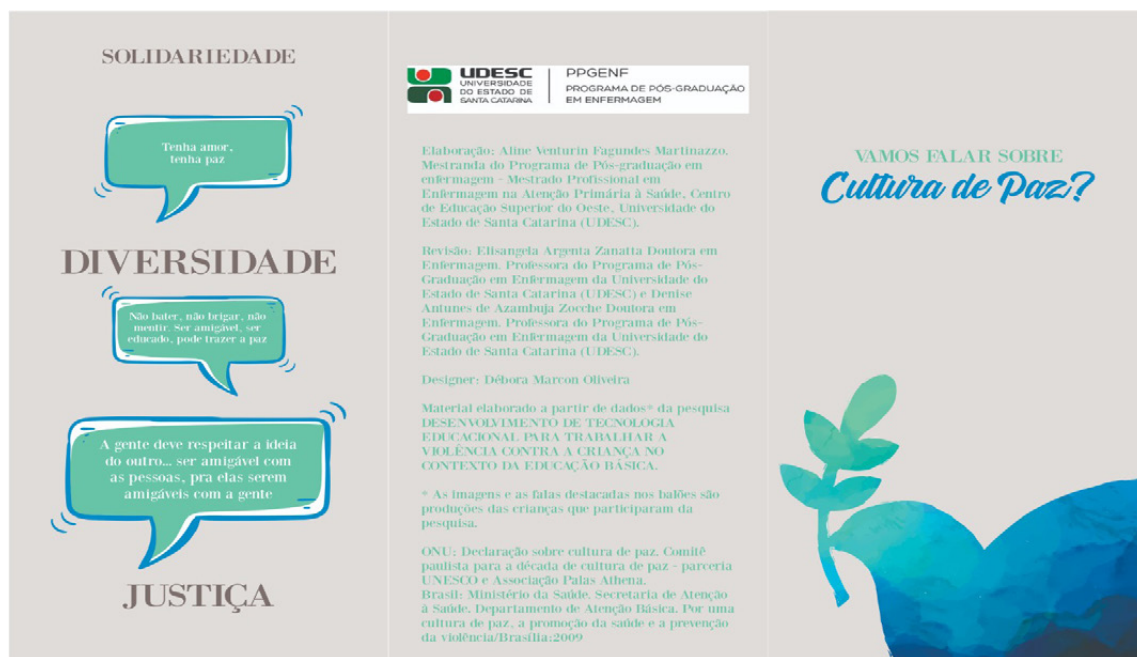 SOLIDARIEDADE
Tenha amor,
tenha paz
DIVERSIDADE
Não bater, não brigar, não
mentir. Ser amigável, ser
educado, pode trazer a paz
A gente deve respeitar a ideia
do outro... ser amigável com
as pessoas, pra elas serem
amigáveis com a gente
JUSTIÇA
UDESC
UNIVERSIDADE
DO ESTADO DE
SANTA CATARINA
PPGENF
PROGRAMA DE PÓS-GRADUAÇÃO
EM ENFERMAGEM
Elaboração: Aline Venturin Fagundes Martinazzo.
Mestranda do Programa de Pós-graduação em
enfermagem - Mestrado Profissional em
Enfermagem na Atenção Primária à Saúde, Centro
de Educação Superior do Oeste, Universidade do
Estado de Santa Catarina (UDESC).
Revisão: Elisangela Argenta Zanatta Doutora em
Enfermagem. Professora do Programa de Pós-
Graduação em Enfermagem da Universidade do
Estado de Santa Catarina (UDESC) e Denise
Antunes de Azambuja Zocche Doutora em
Enfermagem. Professora do Programa de Pós-
Graduação em Enfermagem da Universidade do
Estado de Santa Catarina (UDESC).
Designer: Débora Marcon Oliveira
Material elaborado a partir de dados* da pesquisa
DESENVOLVIMENTO DE TECNOLOGIA
EDUCACIONAL PARA TRABALHAR A
VIOLÊNCIA CONTRA A CRIANÇA NO
CONTEXTO DA EDUCAÇÃO BÁSICA.
* As imagens e as falas destacadas nos balões são
produções das crianças que participaram da
pesquisa.
ONU: Declaração sobre cultura de paz. Comitê
paulista para a década de cultura de paz - parceria
UNESCO e Associação Palas Athena.
Brasil: Ministério da Saúde. Secretaria de Atenção
à Saúde. Departamento de Atenção Básica. Por uma
cultura de paz, a promoção da saúde e a prevenção
da violência/Brasília:2009
VAMOS FALAR SOBRE
Cultura de Paz?